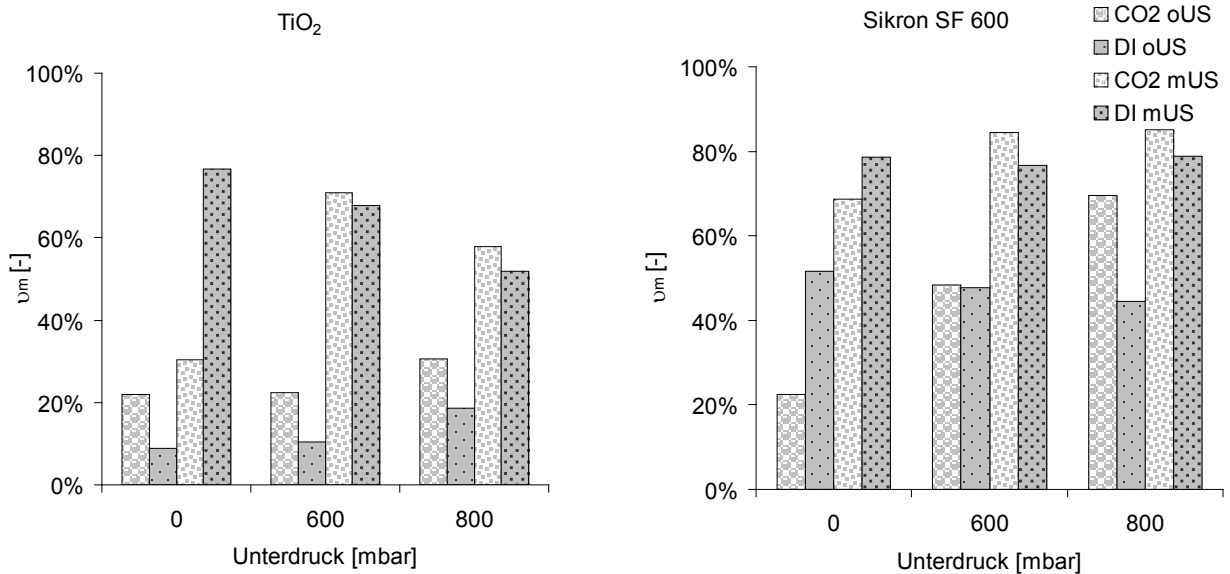 TiO₂
100%
80%
60%
40%
20%
0%
υm [-]
0 600 800
Unterdruck [mbar]
Sikron SF 600
CO2 oUS
DI oUS
CO2 mUS
DI mUS
100%
80%
60%
40%
20%
0%
υm [-]
0 600 800
Unterdruck [mbar]